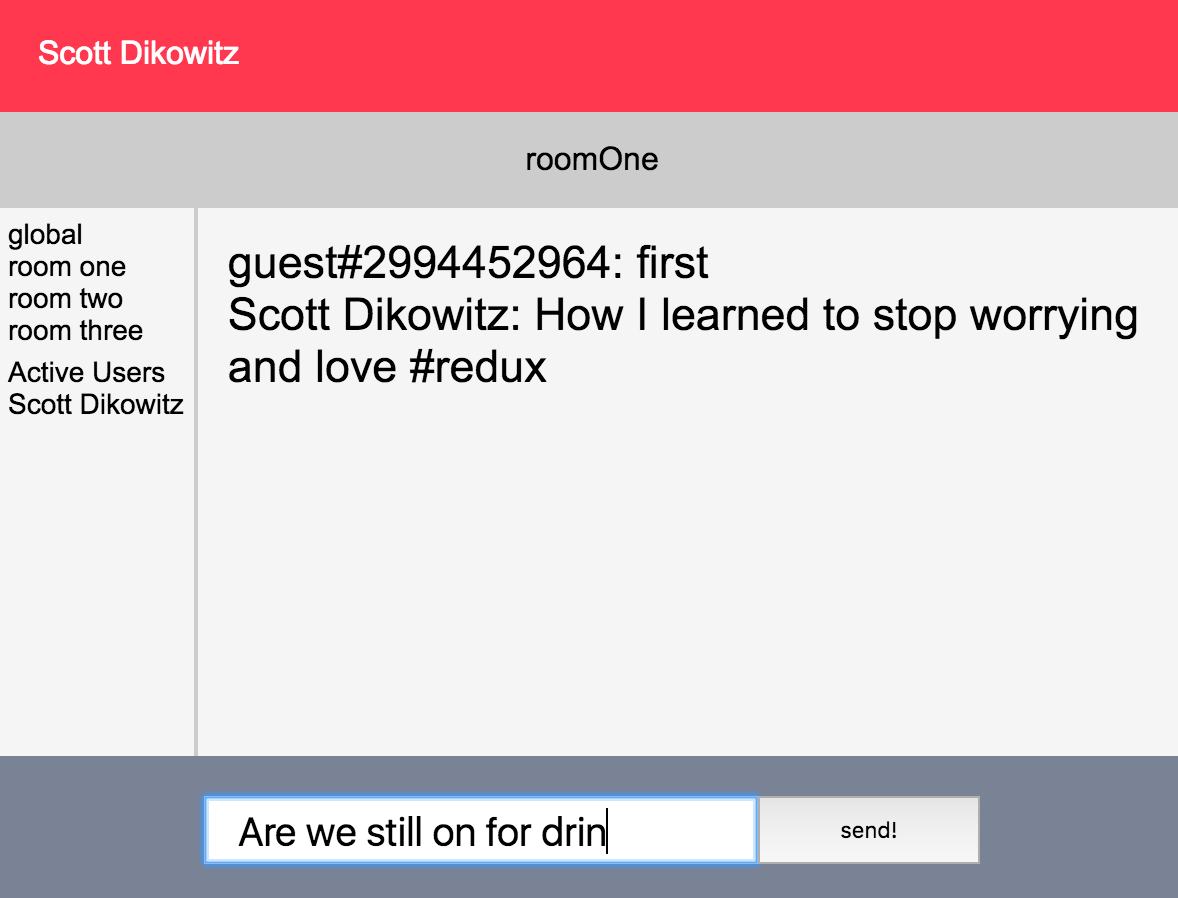 Scott Dikowitz
roomOne
global
room one
room two
room three
Active Users
Scott Dikowitz
guest#2994452964: first
Scott Dikowitz: How I learned to stop worrying
and love #redux
Are we still on for drin
send!